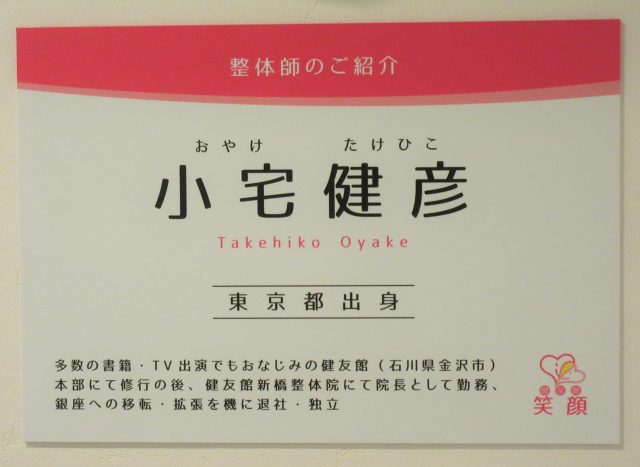 整体師のご紹介
おやけ たけひこ
小宅健彦
Takehiko Oyake
東京都出身
多数の書籍・TV出演でもおなじみの健友館（石川県金沢市）
本部にて修行の後、健友館新橋整体院にて院長として勤務、
銀座への移転・拡張を機に退社・独立
笑顔